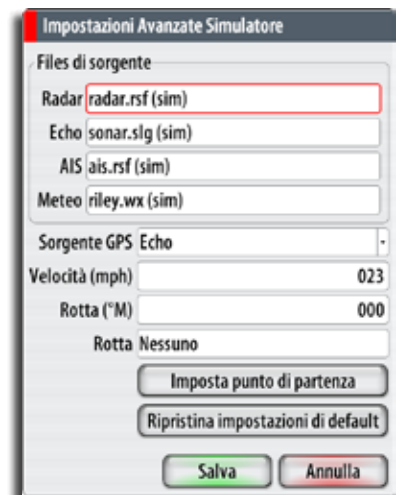 Impostazioni Avanzate Simulatore
Files di sorgente
Radar radar.rsf (sim)
Echo sonar.slg (sim)
AIS ais.rsf (sim)
Meteo riley.wx (sim)
Sorgente GPS Echo
Velocità (mph) 023
Rotta (°M) 000
Rotta Nessuno
Imposta punto di partenza
Ripristina impostazioni di default
Salva Annulla